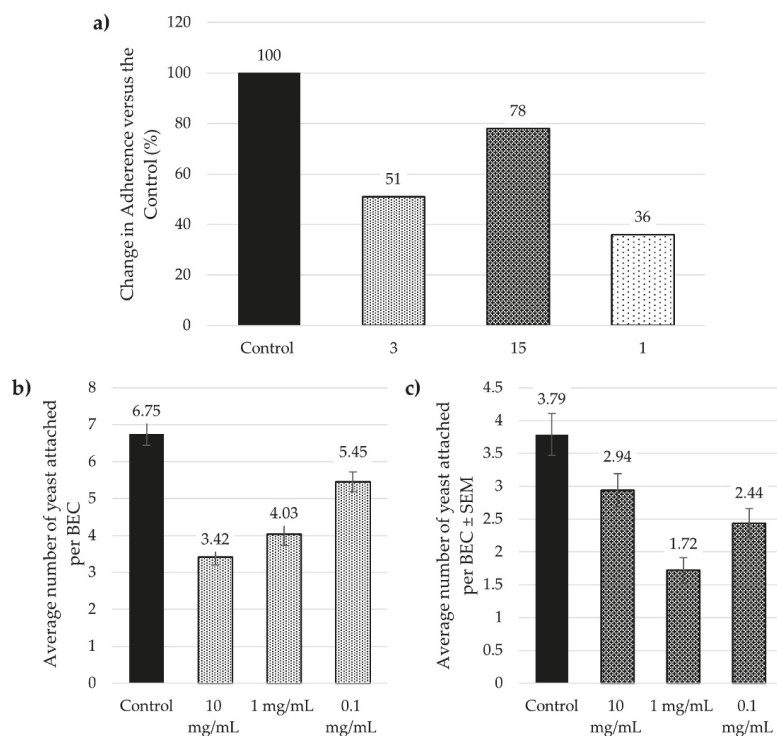 a)
Change in Adherence versus the
Control (%)
120
100
80
60
40
20
0
100
51
78
36
Control 3 15 1
b)
Average number of yeast attached
per BEC
8
7
6
5
4
3
2
1
0
6.75
3.42
4.03
5.45
Control 10 1 mg/mL 0.1
mg/mL mg/mL
c)
Average number of yeast attached
per BEC ± SEM
4.5
4
3.5
3
2.5
2
1.5
1
0.5
0
3.79
2.94
1.72
2.44
Control 10 1 mg/mL 0.1
mg/mL mg/mL